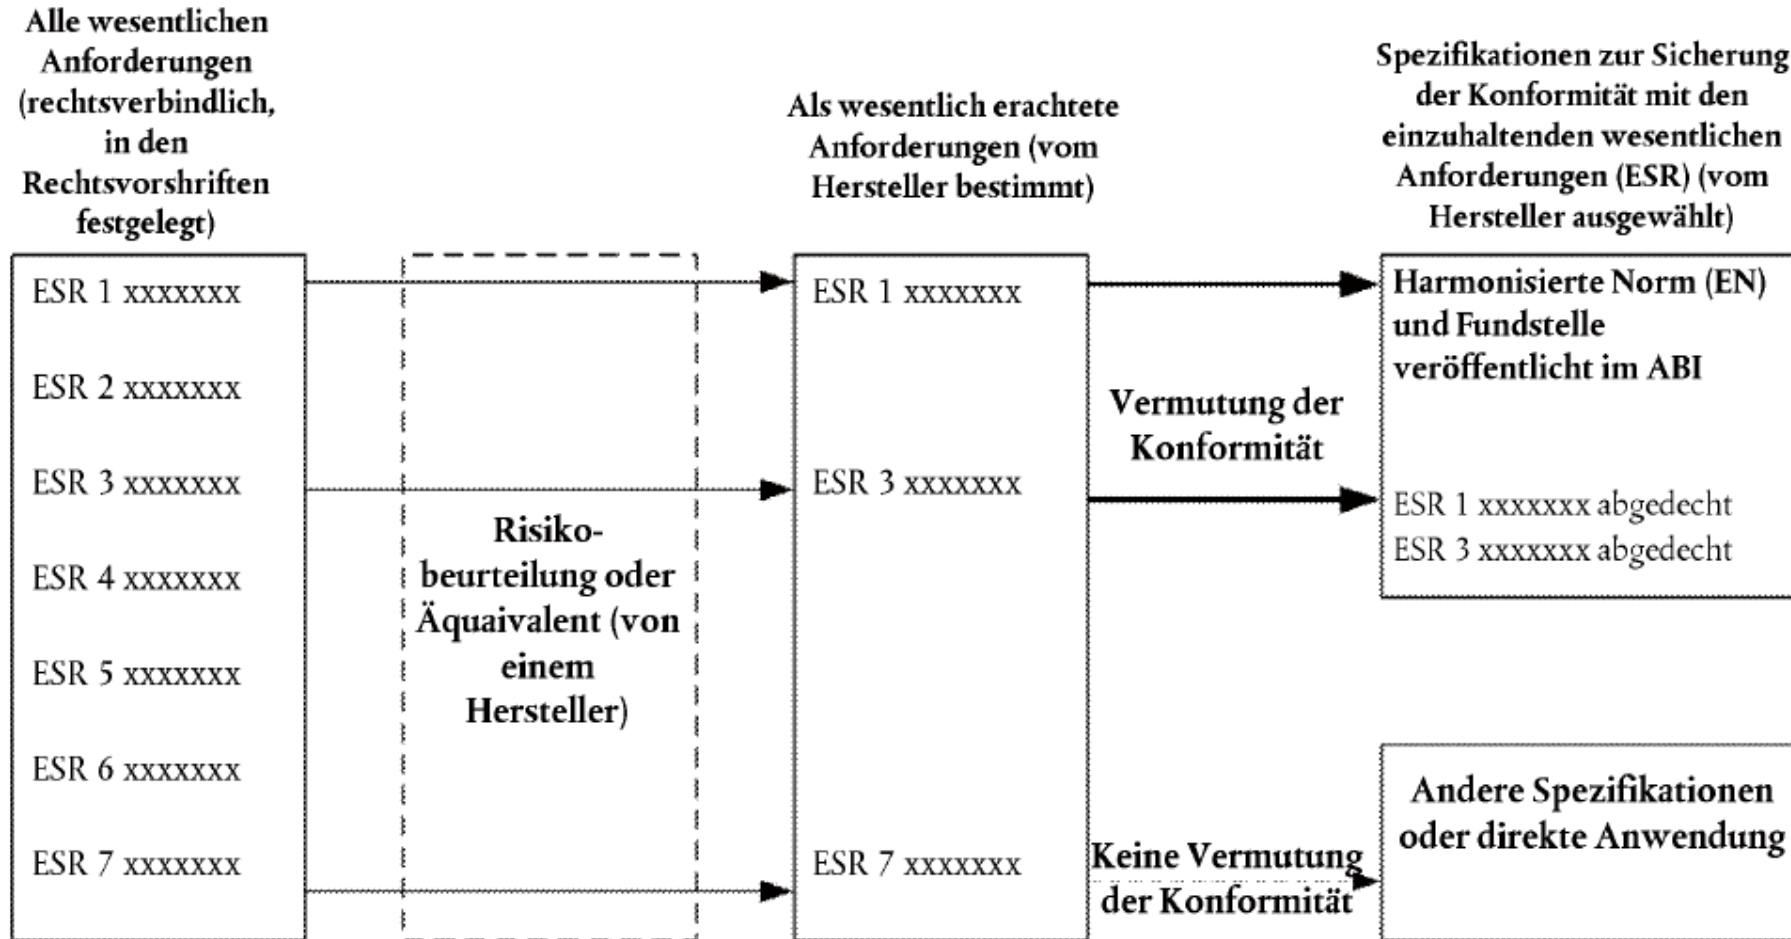 Alle wesentlichen
Anforderungen
(rechtsverbindlich,
in den
Rechtsvorshriften
festgelegt)
ESR 1 xxxxxxx
ESR 2 xxxxxxx
ESR 3 xxxxxxx
ESR 4 xxxxxxx
ESR 5 xxxxxxx
ESR 6 xxxxxxx
ESR 7 xxxxxxx
Risiko-
beurteilung oder
Äquaivalent (von
einem
Hersteller)
Als wesentlich erachtete
Anforderungen (vom
Hersteller bestimmt)
ESR 1 xxxxxxx
ESR 3 xxxxxxx
ESR 7 xxxxxxx
Vermutung der
Konformität
Keine Vermutung
der Konformität
Spezifikationen zur Sicherung
der Konformität mit den
einzuhaltenden wesentlichen
Anforderungen (ESR) (vom
Hersteller ausgewählt)
Harmonisierte Norm (EN)
und Fundstelle
veröffentlicht im ABI
ESR 1 xxxxxxx abgedecht
ESR 3 xxxxxxx abgedecht
Andere Spezifikationen
oder direkte Anwendung